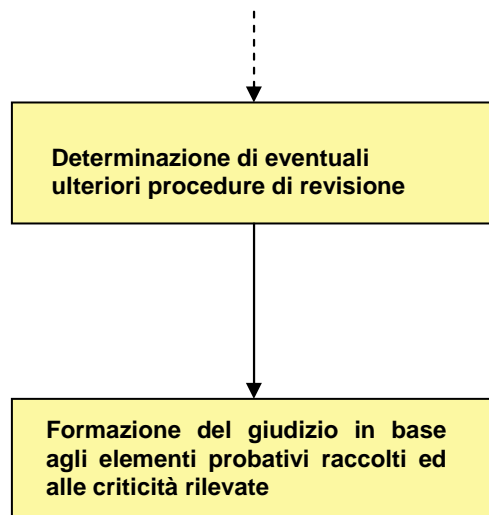 Determinazione di eventuali
ulteriori procedure di revisione
Formazione del giudizio in base
agli elementi probativi raccolti ed
alle criticità rilevate